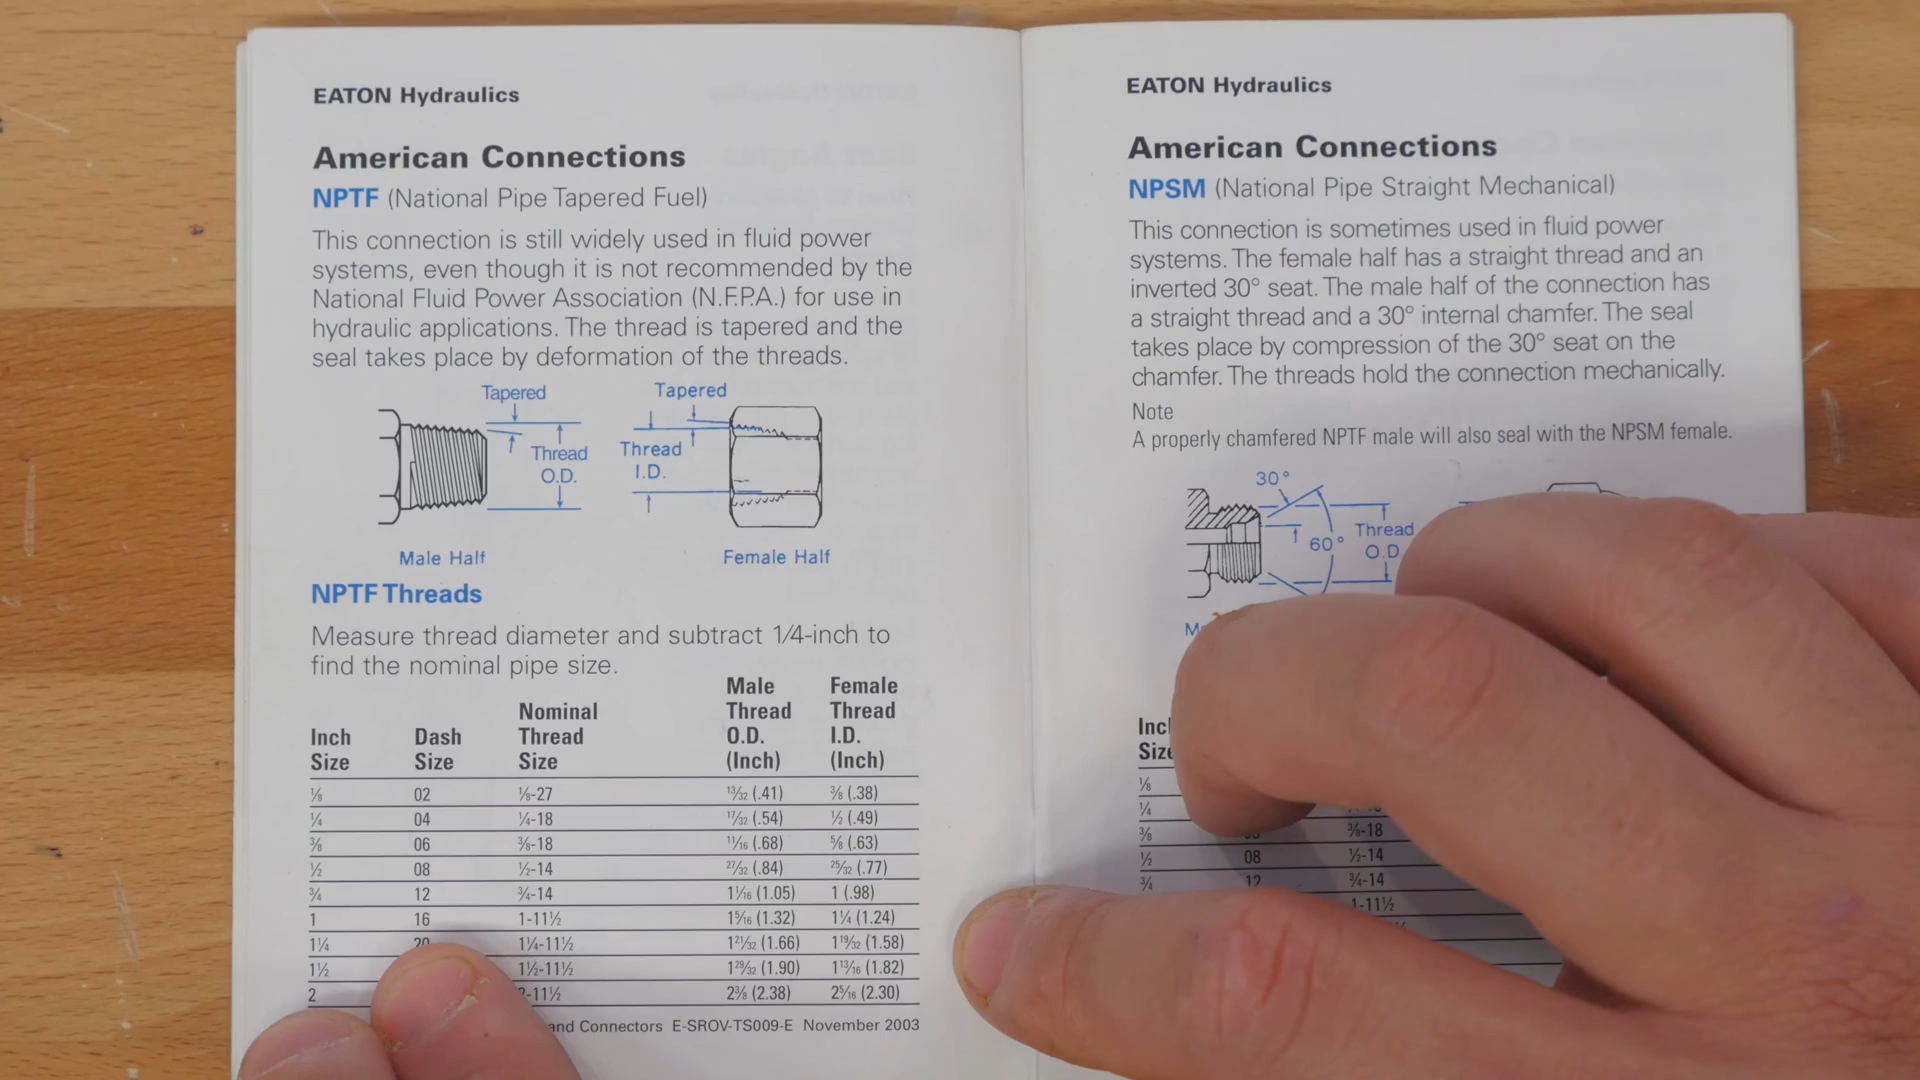 EATON Hydraulics
American Connections
NPTF (National Pipe Tapered Fuel)
This connection is still widely used in fluid power
systems, even though it is not recommended by the
National Fluid Power Association (N.F.P.A.) for use in
hydraulic applications. The thread is tapered and the
seal takes place by deformation of the threads.
Tapered
Tapered
Thread
O.D.
Thread
I.D.
Male Half
Female Half
NPTF Threads
Measure thread diameter and subtract 1/4-inch to
find the nominal pipe size.
Inch Size Dash Size Nominal Thread Size Male Thread O.D. (Inch) Female Thread I.D. (Inch)
⅛ 02 ⅛-27 13/32 (.41) ⅜ (.38)
¼ 04 ¼-18 17/32 (.54) ½ (.49)
⅜ 06 ⅜-18 11/16 (.68) ⅝ (.63)
½ 08 ½-14 27/32 (.84) 25/32 (.77)
¾ 12 ¾-14 1 1/16 (1.05) 1 (.98)
1 16 1-11½ 1 5/16 (1.32) 1¼ (1.24)
1¼ 20 1¼-11½ 1 21/32 (1.66) 1 19/32 (1.58)
1½ 1½-11½ 1 29/32 (1.90) 1 13/16 (1.82)
2 2-11½ 2⅜ (2.38) 2 5/16 (2.30)
and Connectors E-SROV-TS009-E November 2003
EATON Hydraulics
American Connections
NPSM (National Pipe Straight Mechanical)
This connection is sometimes used in fluid power
systems. The female half has a straight thread and an
inverted 30° seat. The male half of the connection has
a straight thread and a 30° internal chamfer. The seal
takes place by compression of the 30° seat on the
chamfer. The threads hold the connection mechanically.
Note
A properly chamfered NPTF male will also seal with the NPSM female.
30°
60°
Thread
O.D.
Size
⅛
¼
⅜ ⅜-18
½ 08 ½-14
¾ 12 ¾-14
1-11½